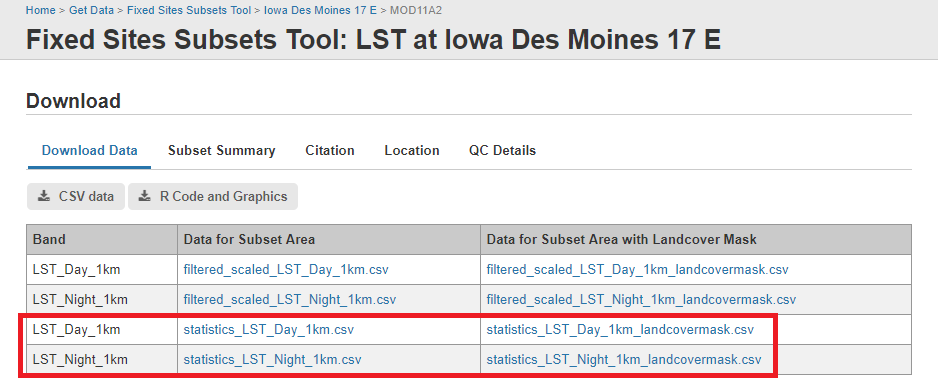 Home > Get Data > Fixed Sites Subsets Tool > Iowa Des Moines 17 E > MOD11A2
Fixed Sites Subsets Tool: LST at Iowa Des Moines 17 E
Download
Download Data Subset Summary Citation Location QC Details
CSV data R Code and Graphics
Band Data for Subset Area Data for Subset Area with Landcover Mask
LST_Day_1km filtered_scaled_LST_Day_1km.csv filtered_scaled_LST_Day_1km_landcovermask.csv
LST_Night_1km filtered_scaled_LST_Night_1km.csv filtered_scaled_LST_Night_1km_landcovermask.csv
LST_Day_1km statistics_LST_Day_1km.csv statistics_LST_Day_1km_landcovermask.csv
LST_Night_1km statistics_LST_Night_1km.csv statistics_LST_Night_1km_landcovermask.csv